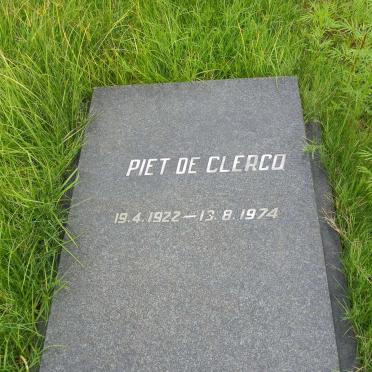 PIET DE CLERCQ
19.4.1922 — 13.8.1974